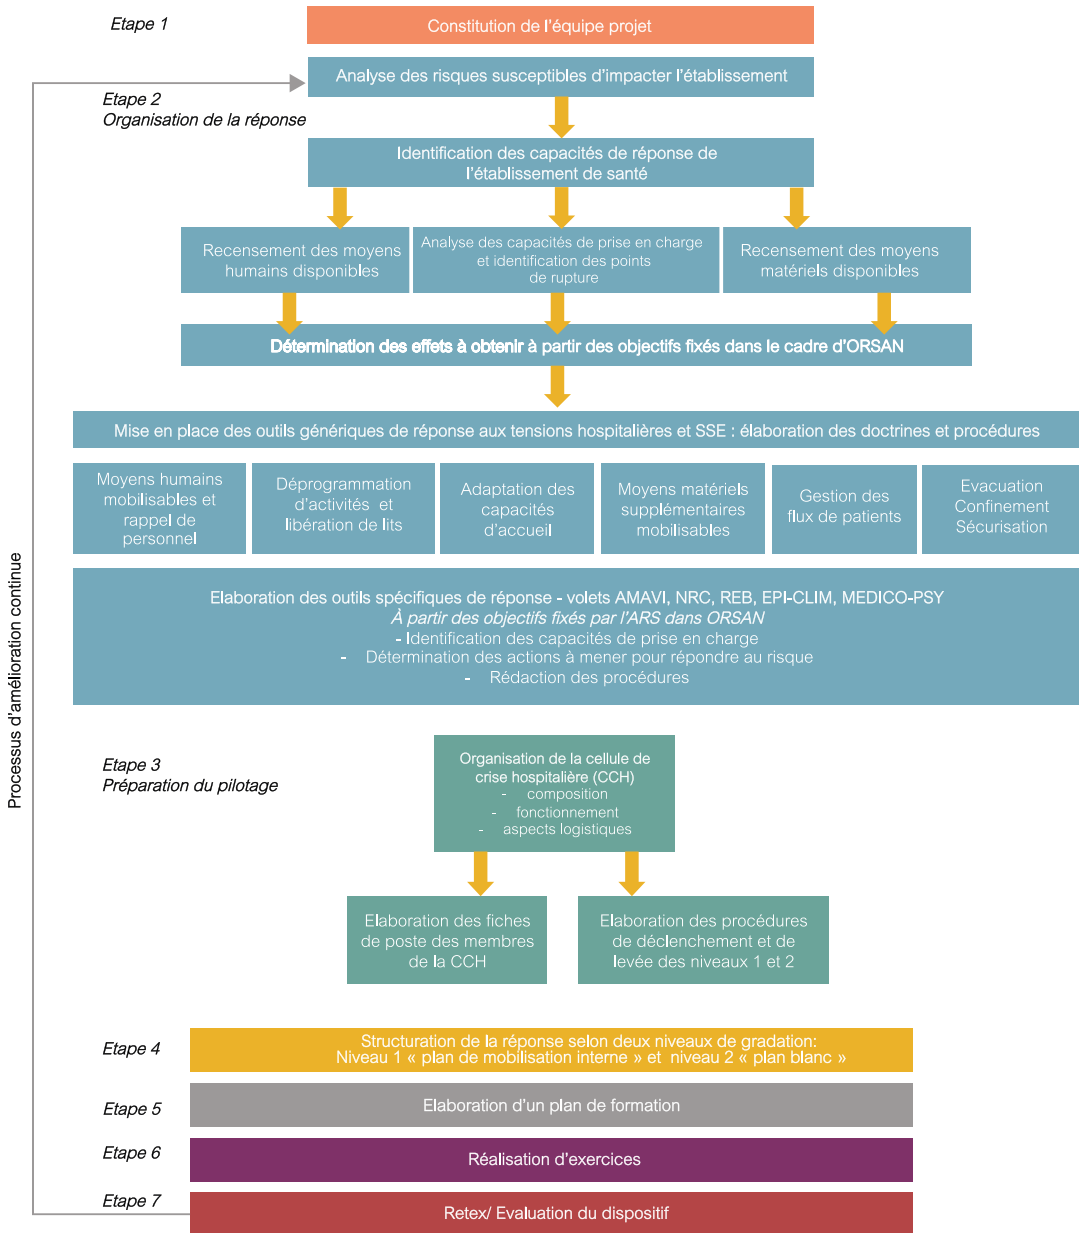 Etape 1
Constitution de l'équipe projet
Analyse des risques susceptibles d'impacter l'établissement
Etape 2
Organisation de la réponse
Identification des capacités de réponse de
l'établissement de santé
Recensement des moyens
humains disponibles
Analyse des capacités de prise en charge
et identification des points
de rupture
Recensement des moyens
matériels disponibles
Détermination des effets à obtenir à partir des objectifs fixés dans le cadre d'ORSAN
Mise en place des outils génériques de réponse aux tensions hospitalières et SSE : élaboration des doctrines et procédures
Moyens humains
mobilisables et
rappel de
personnel
Déprogrammation
d'activités et
libération de lits
Adaptation des
capacités
d'accueil
Moyens matériels
supplémentaires
mobilisables
Gestion des
flux de patients
Evacuation
Confinement
Sécurisation
Elaboration des outils spécifiques de réponse - volets AMAVI, NRC, REB, EPI-CLIM, MEDICO-PSY
À partir des objectifs fixés par l'ARS dans ORSAN
- Identification des capacités de prise en charge
- Détermination des actions à mener pour répondre au risque
- Rédaction des procédures
Processus d'amélioration continue
Etape 3
Préparation du pilotage
Organisation de la cellule de
crise hospitalière (CCH)
- composition
- fonctionnement
- aspects logistiques
Elaboration des fiches
de poste des membres
de la CCH
Elaboration des procédures
de déclenchement et de
levée des niveaux 1 et 2
Etape 4
Structuration de la réponse selon deux niveaux de gradation:
Niveau 1 « plan de mobilisation interne » et niveau 2 « plan blanc »
Etape 5
Elaboration d'un plan de formation
Etape 6
Réalisation d'exercices
Etape 7
Retex/ Evaluation du dispositif